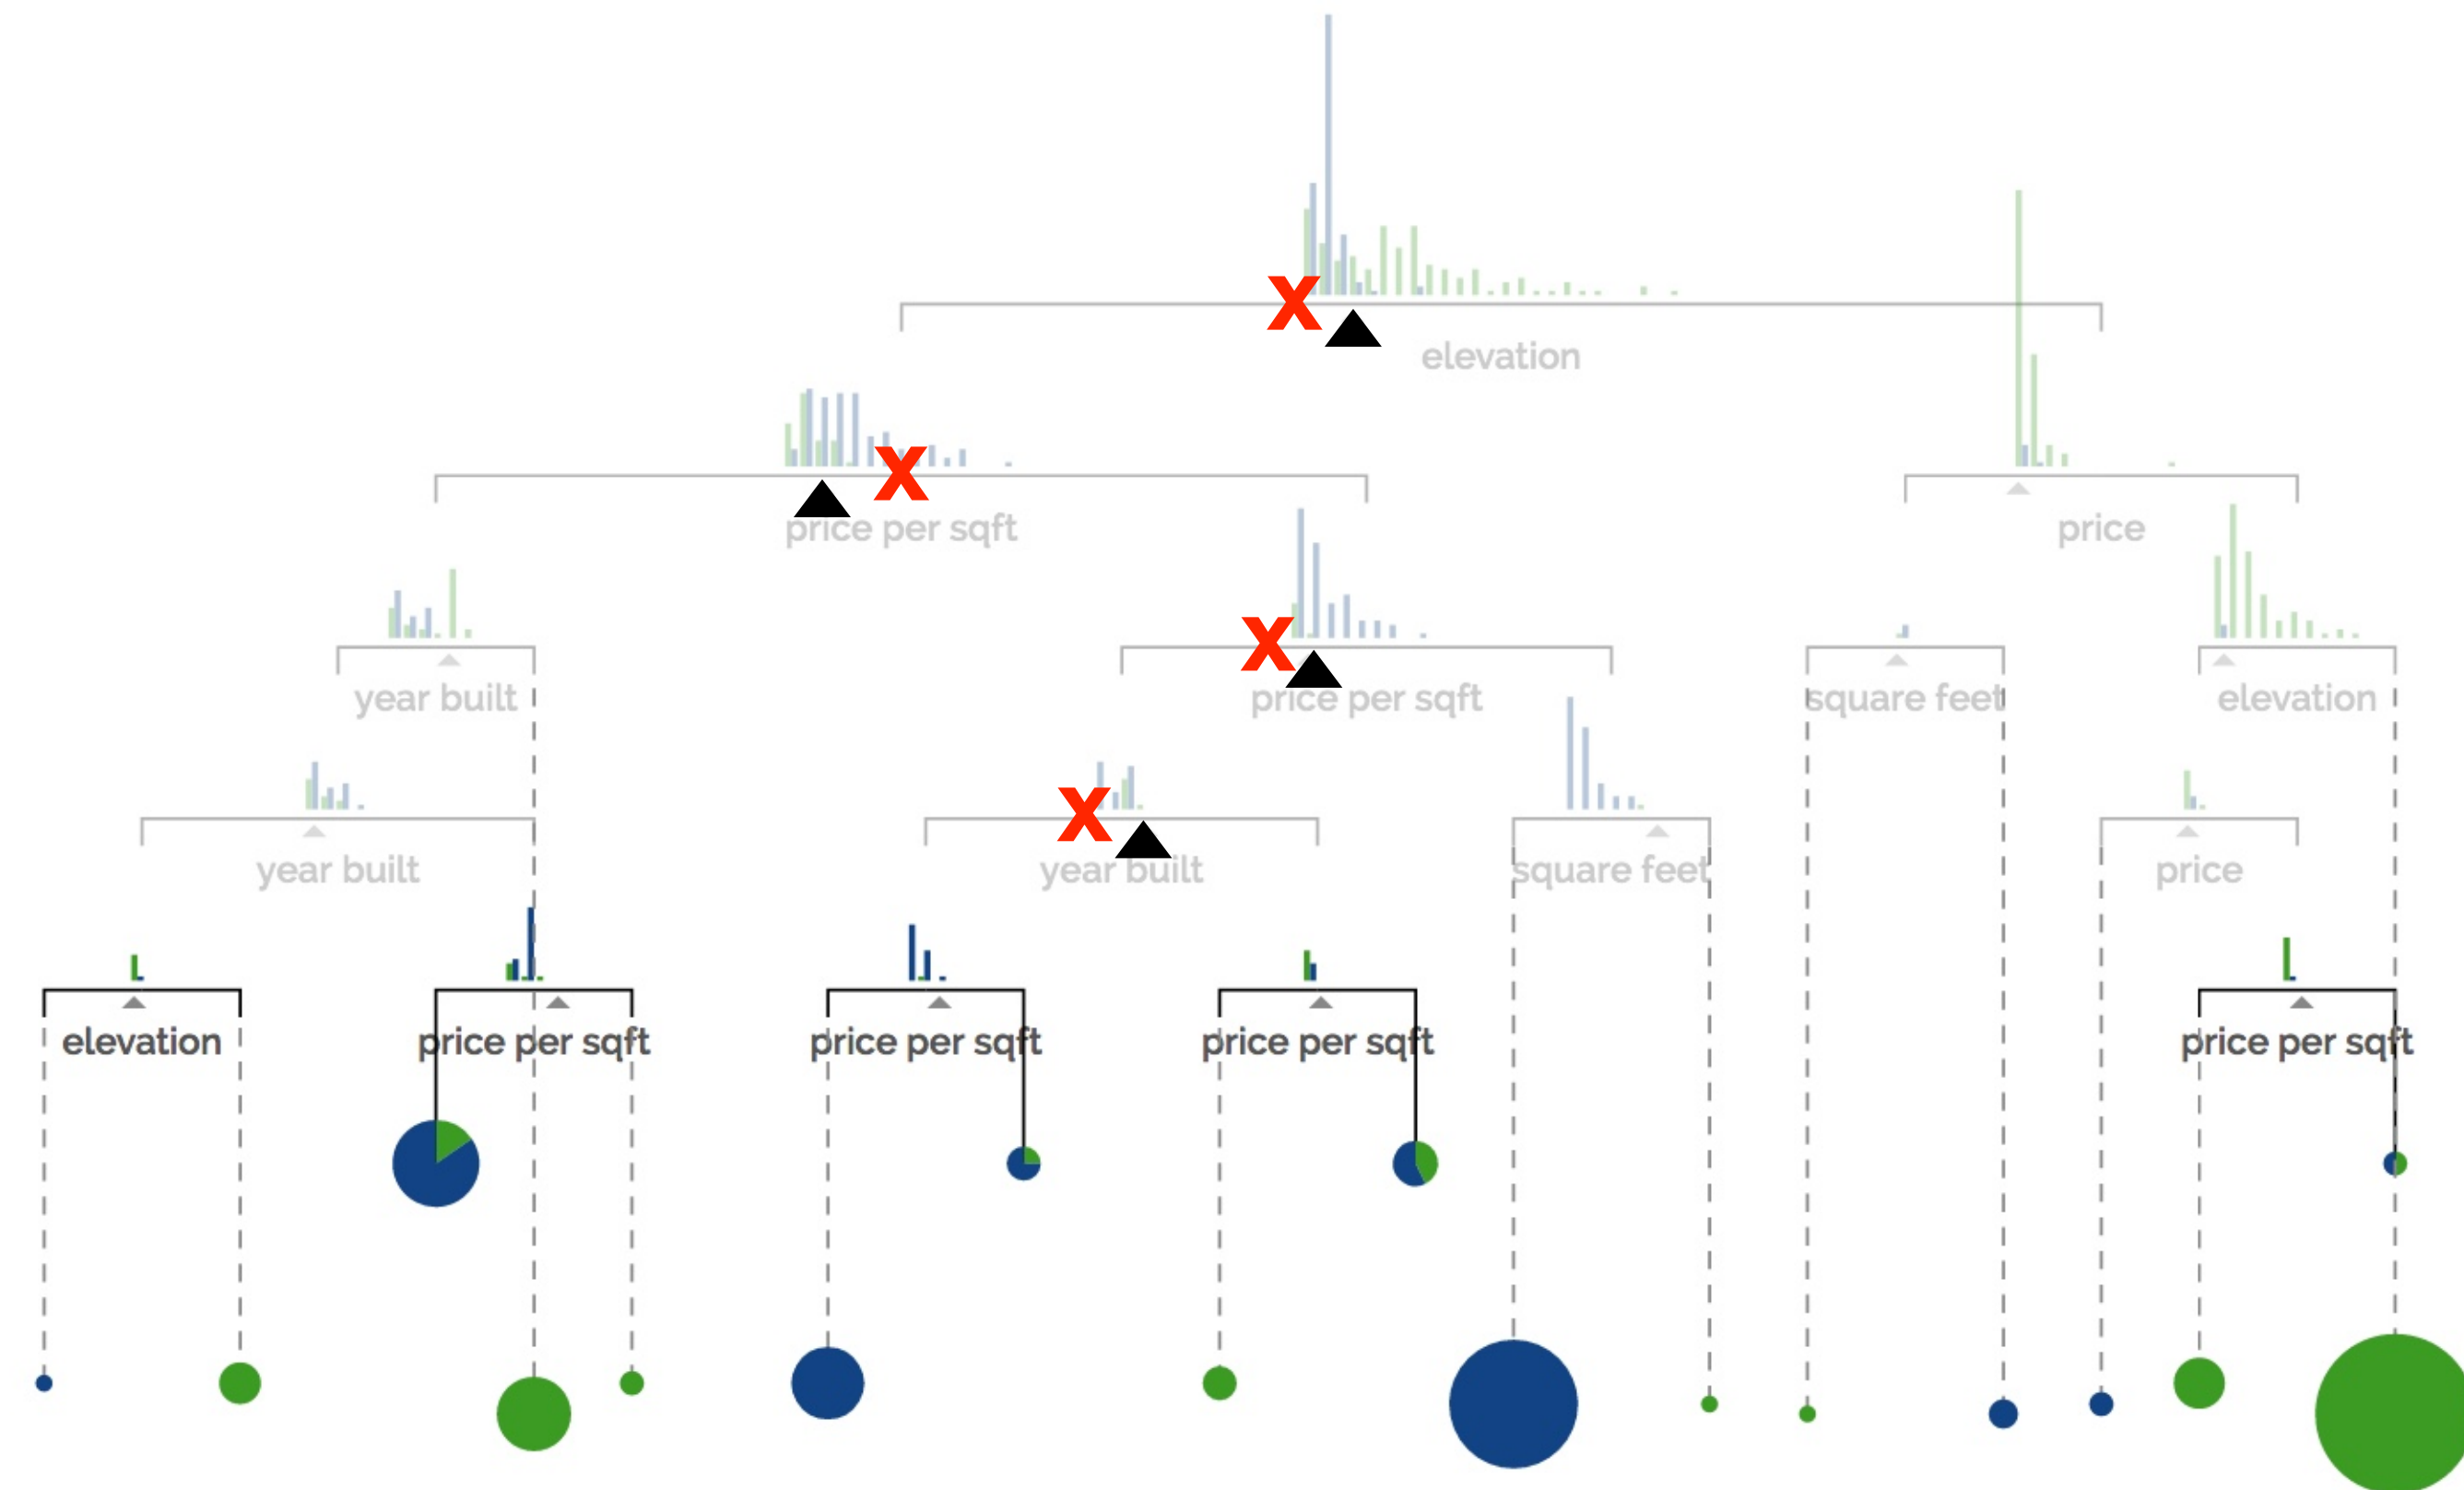 X
elevation
X
price per sqft
price
X
year built
price per sqft
square feet
elevation
X
year built
year built
square feet
price
elevation
price per sqft
price per sqft
price per sqft
price per sqft